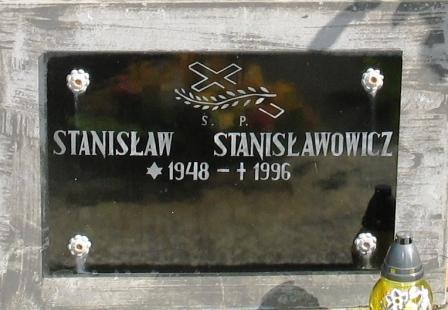 Ś. P.
STANISŁAW STANISŁAWOWICZ
✶ 1948 – † 1996